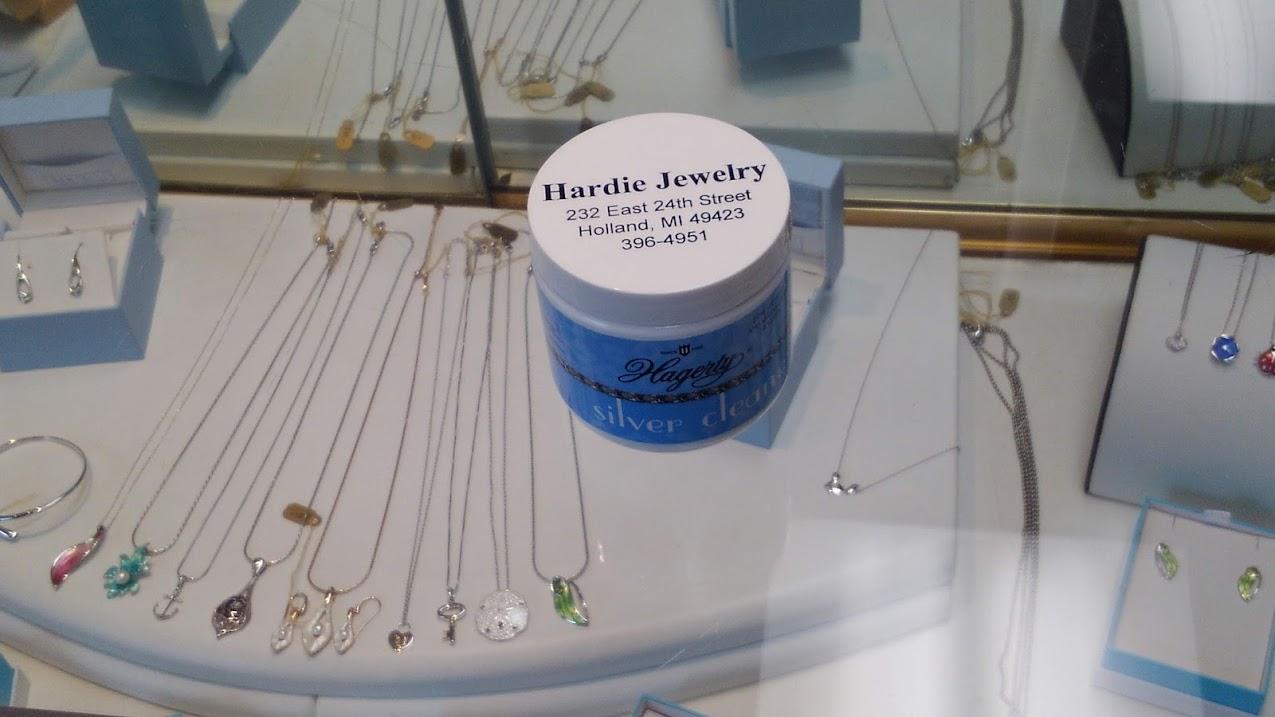 Hardie Jewelry
232 East 24th Street
Holland, MI 49423
396-4951
Hagerty
silver clean